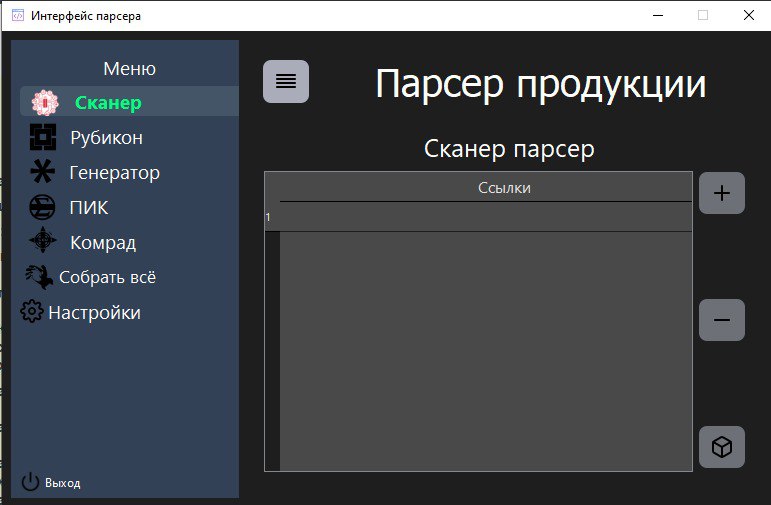 Интерфейс парсера
Меню
Сканер
Рубикон
Генератор
ПИК
Комрад
Собрать всё
Настройки
Выход
Парсер продукции
Сканер парсер
Ссылки
1